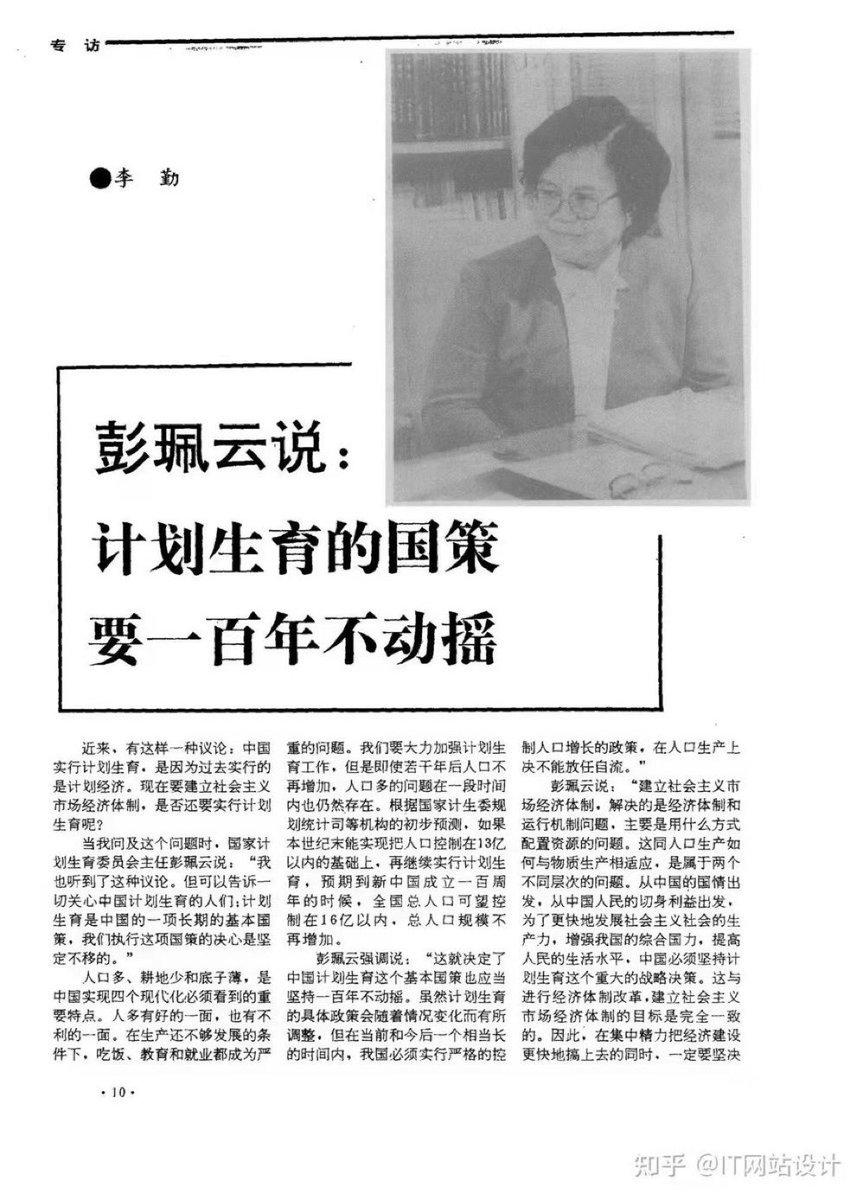 专 访
●李 勤
彭珮云说：
计划生育的国策
要一百年不动摇
近来，有这样一种议论：中国
实行计划生育，是因为过去实行的
是计划经济。现在要建立社会主义
市场经济体制，是否还要实行计划
生育呢？
当我问及这个问题时，国家计
划生育委员会主任彭珮云说：“我
也听到了这种议论。但可以告诉一
切关心中国计划生育的人们；计划
生育是中国的一项长期的基本国
策，我们执行这项国策的决心是坚
定不移的。”
人口多、耕地少和底子薄，是
中国实现四个现代化必须看到的重
要特点。人多有好的一面，也有不
利的一面。在生产还不够发展的条
件下，吃饭、教育和就业都成为严
重的问题。我们要大力加强计划生
育工作，但是即使若干年后人口不
再增加，人口多的问题在一段时间
内也仍然存在。根据国家计生委规
划统计司等机构的初步预测，如果
本世纪末能实现把人口控制在13亿
以内的基础上，再继续实行计划生
育，预期到新中国成立一百周
年的时候，全国总人口可望控
制在16亿以内，总人口规模不
再增加。
彭珮云强调说：“这就决定了
中国计划生育这个基本国策也应当
坚持一百年不动摇。虽然计划生育
的具体政策会随着情况变化而有所
调整，但在当前和今后一个相当长
的时间内，我国必须实行严格的控
制人口增长的政策，在人口生产上
决不能放任自流。”
彭珮云说：“建立社会主义市
场经济体制，解决的是经济体制和
运行机制问题，主要是用什么方式
配置资源的问题。这同人口生产如
何与物质生产相适应，是属于两个
不同层次的问题。从中国的国情出
发，从中国人民的切身利益出发，
为了更快地发展社会主义社会的生
产力，增强我国的综合国力，提高
人民的生活水平，中国必须坚持计
划生育这个重大的战略决策。这与
进行经济体制改革，建立社会主义
市场经济体制的目标是完全一致
的。因此，在集中精力把经济建设
更快地搞上去的同时，一定要坚决
·10·
知乎 @IT网站设计